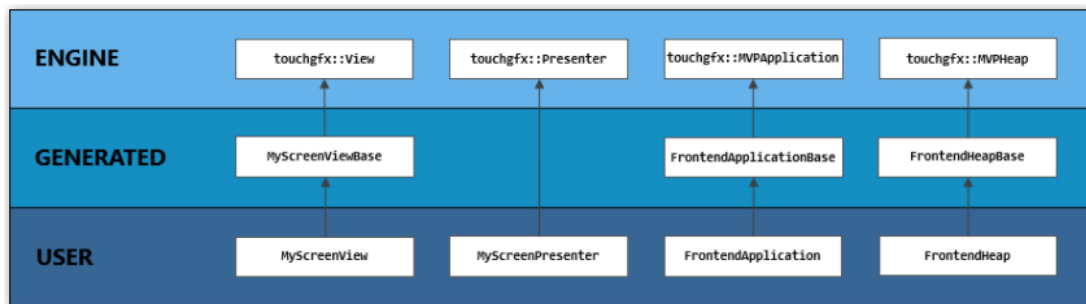 ENGINE
touchgfx::View
touchgfx::Presenter
touchgfx::MVPApplication
touchgfx::MVPHeap
GENERATED
MyScreenViewBase
FrontendApplicationBase
FrontendHeapBase
USER
MyScreenView
MyScreenPresenter
FrontendApplication
FrontendHeap